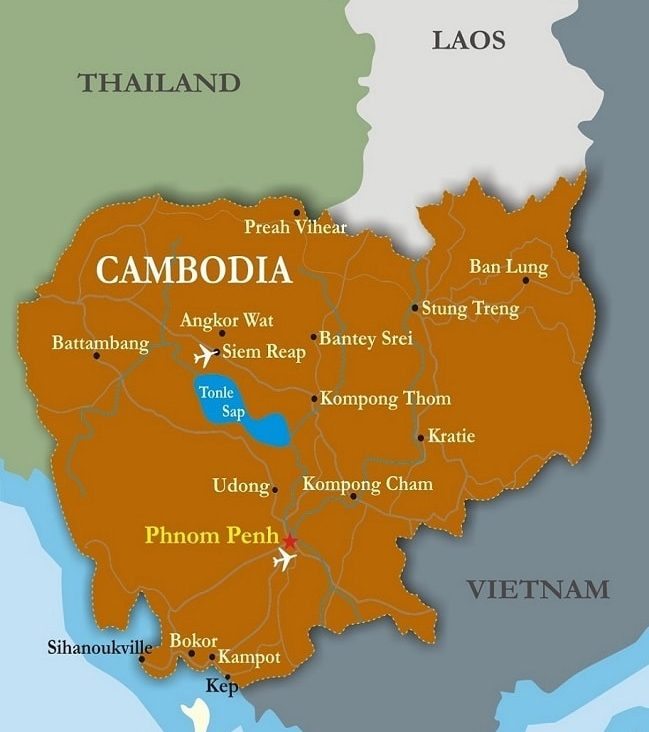 LAOS
THAILAND
Preah Vihear
CAMBODIA
Ban Lung
Stung Treng
Angkor Wat
Bantey Srei
Battambang
Siem Reap
Tonle
Sap
Kompong Thom
Kratie
Udong
Kompong Cham
Phnom Penh
VIETNAM
Bokor
Sihanoukville
Kampot
Kep